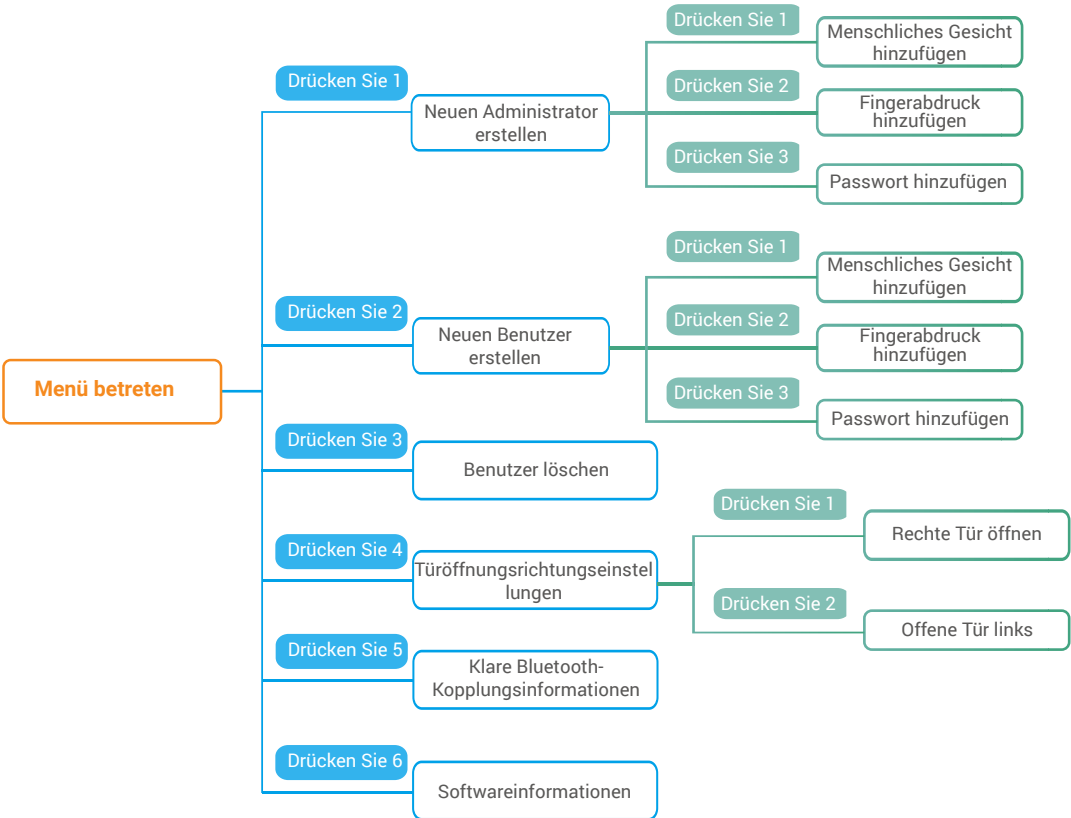 Menü betreten
Drücken Sie 1
Neuen Administrator
erstellen
Drücken Sie 1
Menschliches Gesicht
hinzufügen
Drücken Sie 2
Fingerabdruck
hinzufügen
Drücken Sie 3
Passwort hinzufügen
Drücken Sie 2
Neuen Benutzer
erstellen
Drücken Sie 1
Menschliches Gesicht
hinzufügen
Drücken Sie 2
Fingerabdruck
hinzufügen
Drücken Sie 3
Passwort hinzufügen
Drücken Sie 3
Benutzer löschen
Drücken Sie 4
Türöffnungsrichtungseinstel
lungen
Drücken Sie 1
Rechte Tür öffnen
Drücken Sie 2
Offene Tür links
Drücken Sie 5
Klare Bluetooth-
Kopplungsinformationen
Drücken Sie 6
Softwareinformationen